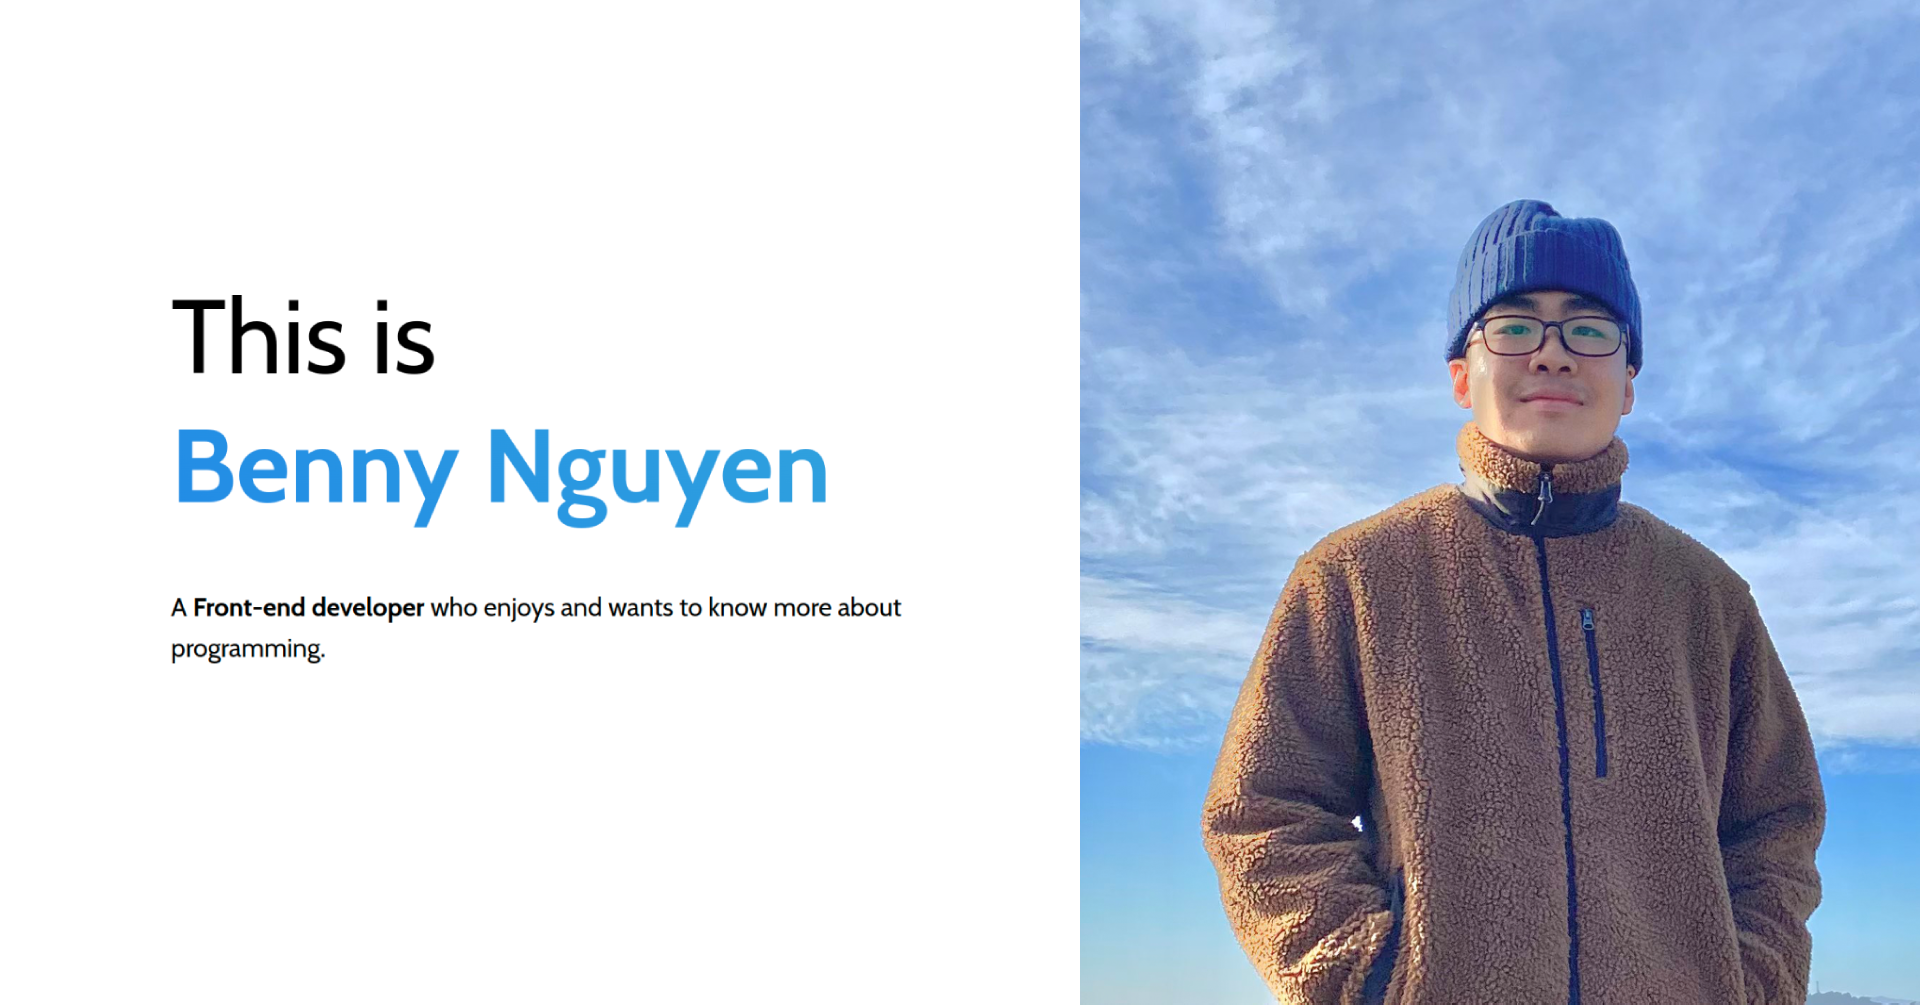 This is
Benny Nguyen
A Front-end developer who enjoys and wants to know more about
programming.